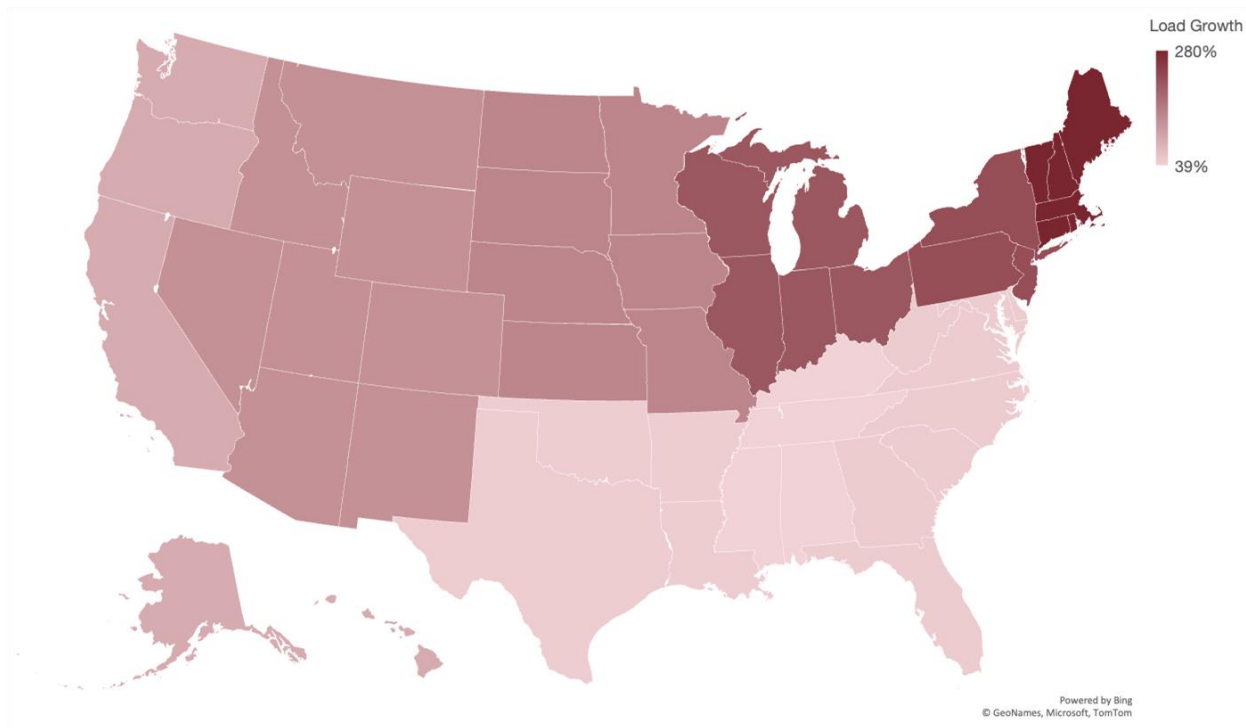 Load Growth
280%
39%
Powered by Bing
© GeoNames, Microsoft, TomTom